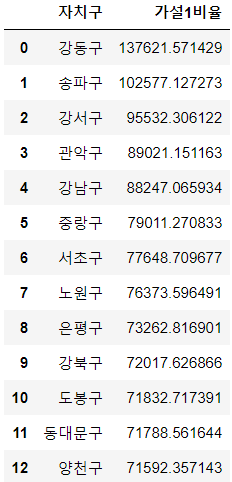 자치구 가설1비율
0 강동구 137621.571429
1 송파구 102577.127273
2 강서구 95532.306122
3 관악구 89021.151163
4 강남구 88247.065934
5 중랑구 79011.270833
6 서초구 77648.709677
7 노원구 76373.596491
8 은평구 73262.816901
9 강북구 72017.626866
10 도봉구 71832.717391
11 동대문구 71788.561644
12 양천구 71592.357143